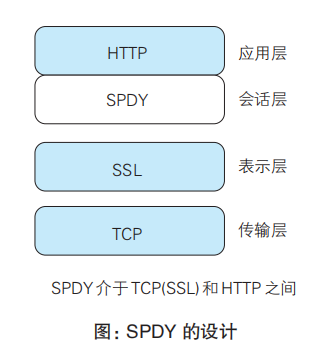 HTTP 应用层
SPDY 会话层
SSL 表示层
TCP 传输层
SPDY 介于 TCP(SSL) 和 HTTP 之间
图：SPDY 的设计